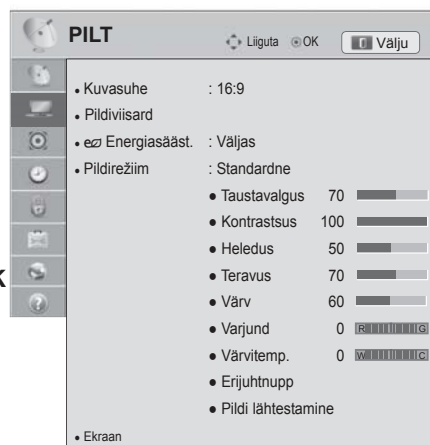 PILT Liiguta OK Välju
Kuvasuhe : 16:9
Pildiviisard
Energiasääst. : Väljas
Pildirežiim : Standardne
Taustavalgus 70
Kontrastsus 100
Heledus 50
Teravus 70
Värv 60
Varjund 0 R G
Värvitemp. 0 W C
Erijuhtnupp
Pildi lähtestamine
Ekraan
K